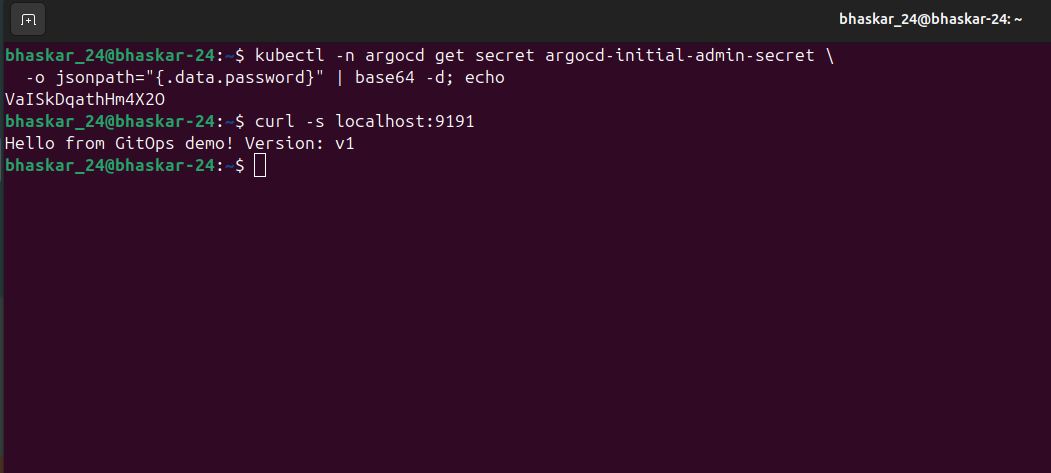 bhaskar_24@bhaskar-24: ~
bhaskar_24@bhaskar-24:~$ kubectl -n argocd get secret argocd-initial-admin-secret \
  -o jsonpath="{.data.password}" | base64 -d; echo
VaISkDqathHm4X2O
bhaskar_24@bhaskar-24:~$ curl -s localhost:9191
Hello from GitOps demo! Version: v1
bhaskar_24@bhaskar-24:~$